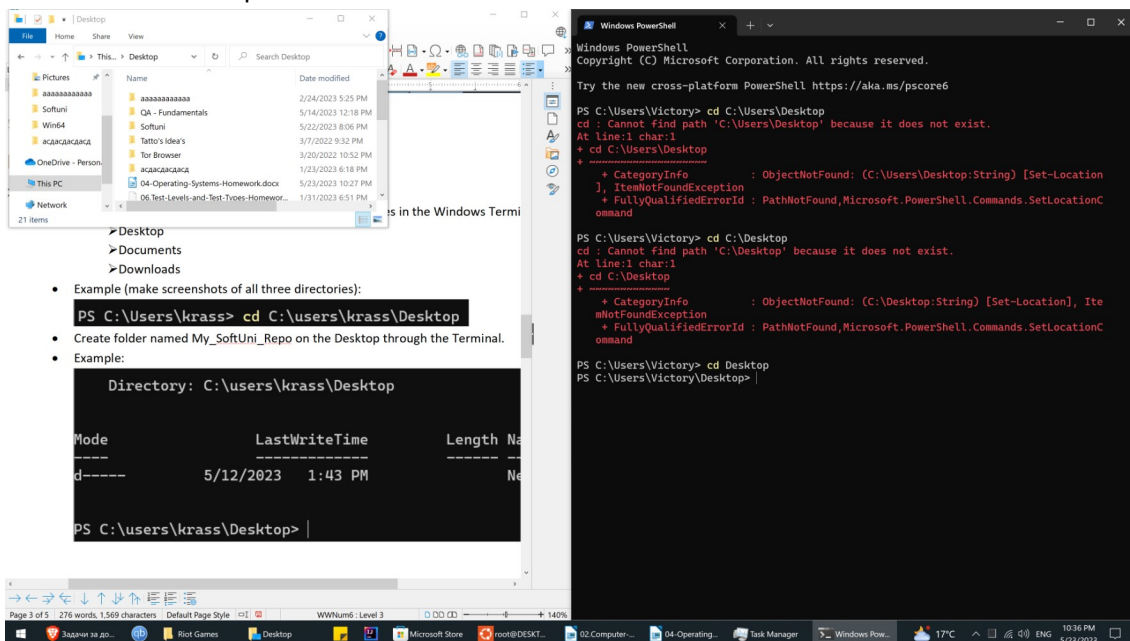 Desktop
File Home Share View
This... Desktop
Search Desktop
Pictures
аааааааааааа
Softuni
Win64
асдасдасдасд
OneDrive - Person
This PC
Network
Name
Date modified
аааааааааааа 2/24/2023 5:25 PM
QA - Fundamentals 5/14/2023 12:18 PM
Softuni 5/22/2023 8:06 PM
Tatto's Idea's 3/7/2022 9:32 PM
Tor Browser 3/20/2022 10:52 PM
асдасдасдасд 1/23/2023 6:18 PM
04-Operating-Systems-Homework.docx 5/23/2023 10:27 PM
06.Test-Levels-and-Test-Types-Homewor... 1/31/2023 6:51 PM
21 items
es in the Windows Termi
Desktop
Documents
Downloads
Example (make screenshots of all three directories):
PS C:\Users\krass> cd C:\users\krass\Desktop
Create folder named My_SoftUni_Repo on the Desktop through the Terminal.
Example:
Directory: C:\users\krass\Desktop
Mode LastWriteTime Length Na
---- ------------- ------ --
d----- 5/12/2023 1:43 PM Ne
PS C:\users\krass\Desktop>
Page 3 of 5 276 words, 1,569 characters Default Page Style WWNum6 : Level 3 140%
Windows PowerShell
Windows PowerShell
Copyright (C) Microsoft Corporation. All rights reserved.
Try the new cross-platform PowerShell https://aka.ms/pscore6
PS C:\Users\Victory> cd C:\Users\Desktop
cd : Cannot find path 'C:\Users\Desktop' because it does not exist.
At line:1 char:1
+ cd C:\Users\Desktop
+ ~~~~~~~~~~~~~~~~~~~
+ CategoryInfo : ObjectNotFound: (C:\Users\Desktop:String) [Set-Location
], ItemNotFoundException
+ FullyQualifiedErrorId : PathNotFound,Microsoft.PowerShell.Commands.SetLocationC
ommand
PS C:\Users\Victory> cd C:\Desktop
cd : Cannot find path 'C:\Desktop' because it does not exist.
At line:1 char:1
+ cd C:\Desktop
+ ~~~~~~~~~~~~~
+ CategoryInfo : ObjectNotFound: (C:\Desktop:String) [Set-Location], Ite
mNotFoundException
+ FullyQualifiedErrorId : PathNotFound,Microsoft.PowerShell.Commands.SetLocationC
ommand
PS C:\Users\Victory> cd Desktop
PS C:\Users\Victory\Desktop>
Задачи за до... qb Riot Games Desktop Microsoft Store root@DESKT... 02.Computer-... 04-Operating... Task Manager Windows Pow... 17°C ENG 10:36 PM
5/23/2023